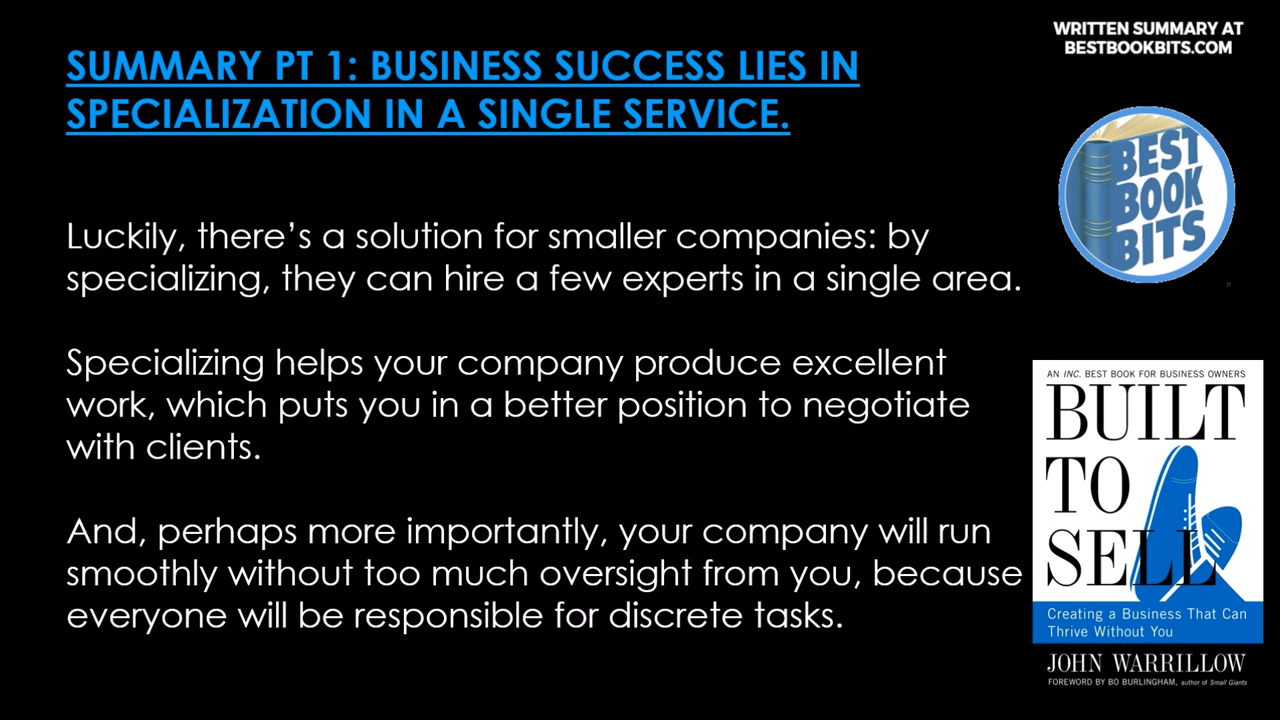 SUMMARY PT 1: BUSINESS SUCCESS LIES IN
SPECIALIZATION IN A SINGLE SERVICE.
Luckily, there’s a solution for smaller companies: by
specializing, they can hire a few experts in a single area.
Specializing helps your company produce excellent
work, which puts you in a better position to negotiate
with clients.
And, perhaps more importantly, your company will run
smoothly without too much oversight from you, because
everyone will be responsible for discrete tasks.
WRITTEN SUMMARY AT
BESTBOOKBITS.COM
BEST
BOOK
BITS
AN INC. BEST BOOK FOR BUSINESS OWNERS
BUILT
TO
SELL
Creating a Business That Can
Thrive Without You
JOHN WARRILLOW
FOREWORD BY BO BURLINGHAM, author of Small Giants